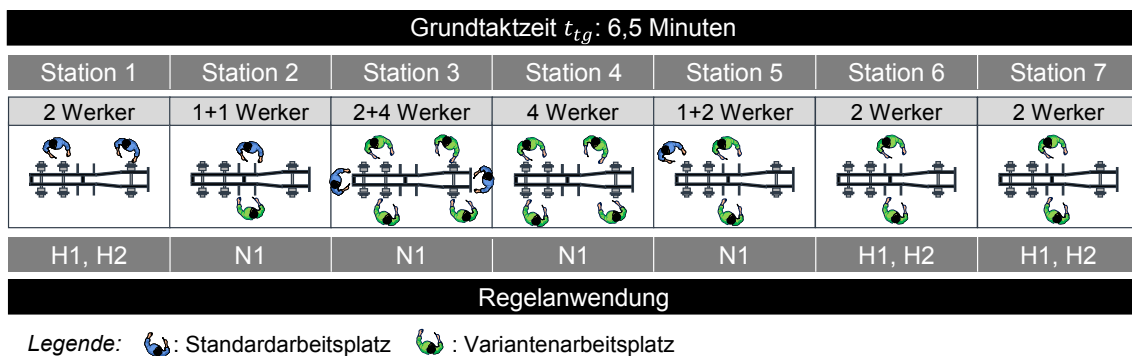 Grundtaktzeit t_tg: 6,5 Minuten
Station 1 Station 2 Station 3 Station 4 Station 5 Station 6 Station 7
2 Werker 1+1 Werker 2+4 Werker 4 Werker 1+2 Werker 2 Werker 2 Werker
H1, H2 N1 N1 N1 N1 H1, H2 H1, H2
Regelanwendung
Legende: : Standardarbeitsplatz : Variantenarbeitsplatz